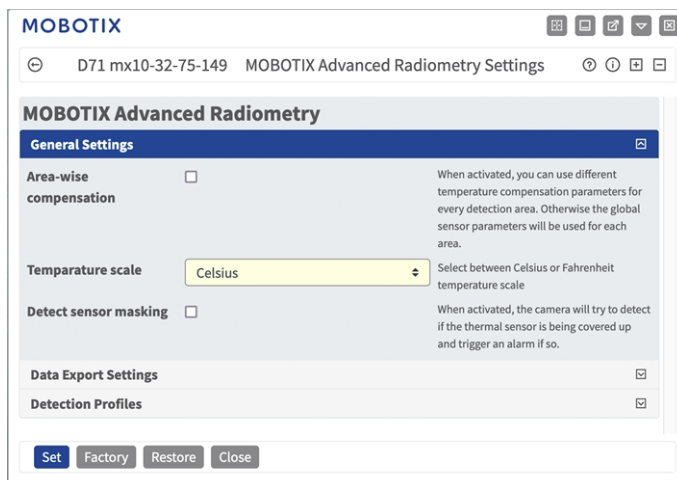 MOBOTIX
D71 mx10-32-75-149 MOBOTIX Advanced Radiometry Settings
MOBOTIX Advanced Radiometry
General Settings
Area-wise
compensation
When activated, you can use different
temperature compensation parameters for
every detection area. Otherwise the global
sensor parameters will be used for each
area.
Temparature scale
Celsius
Select between Celsius or Fahrenheit
temperature scale
Detect sensor masking
When activated, the camera will try to detect
if the thermal sensor is being covered up
and trigger an alarm if so.
Data Export Settings
Detection Profiles
Set Factory Restore Close